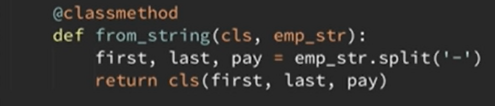 @classmethod
def from_string(cls, emp_str):
    first, last, pay = emp_str.split('-')
    return cls(first, last, pay)